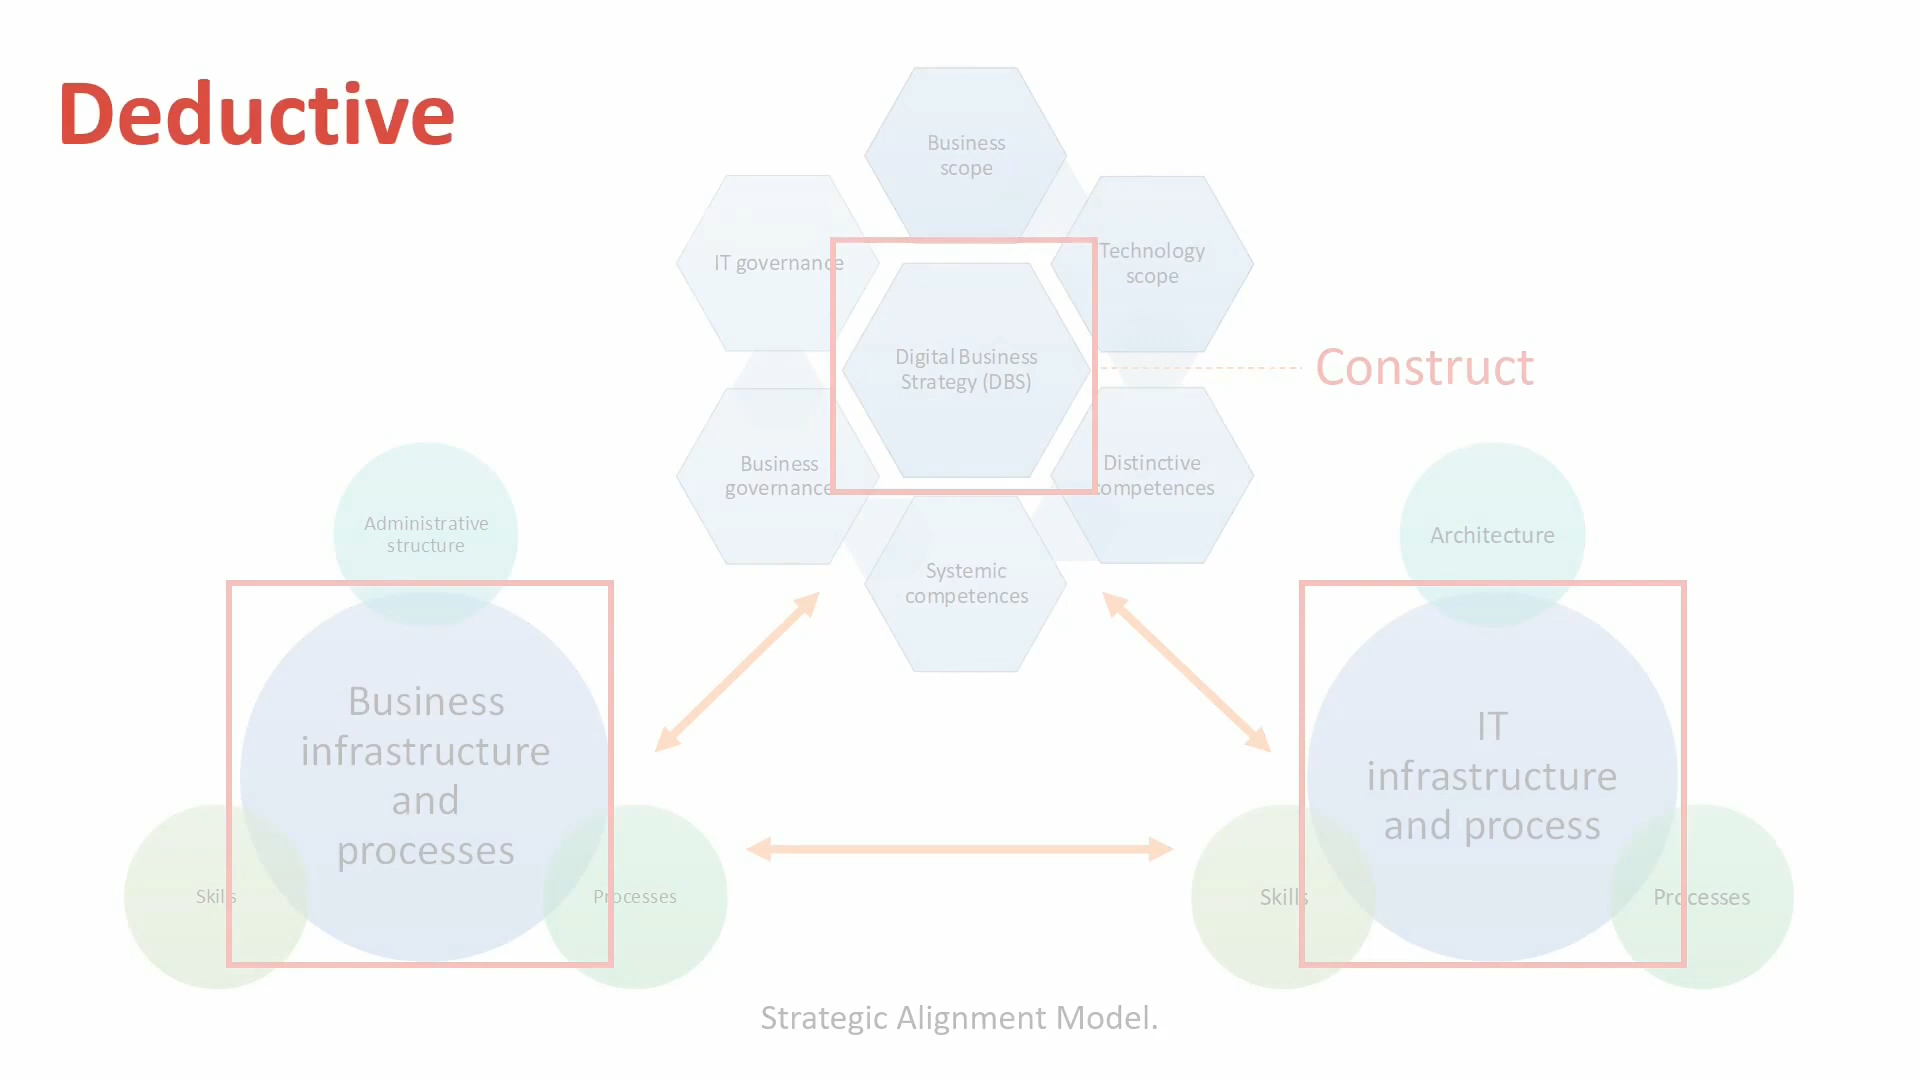 Deductive
Business
scope
IT governance
Technology
scope
Digital Business
Strategy (DBS)
Construct
Business
governance
Distinctive
competences
Systemic
competences
Administrative
structure
Business
infrastructure
and
processes
Skills
Processes
Architecture
IT
infrastructure
and process
Skills
Processes
Strategic Alignment Model.